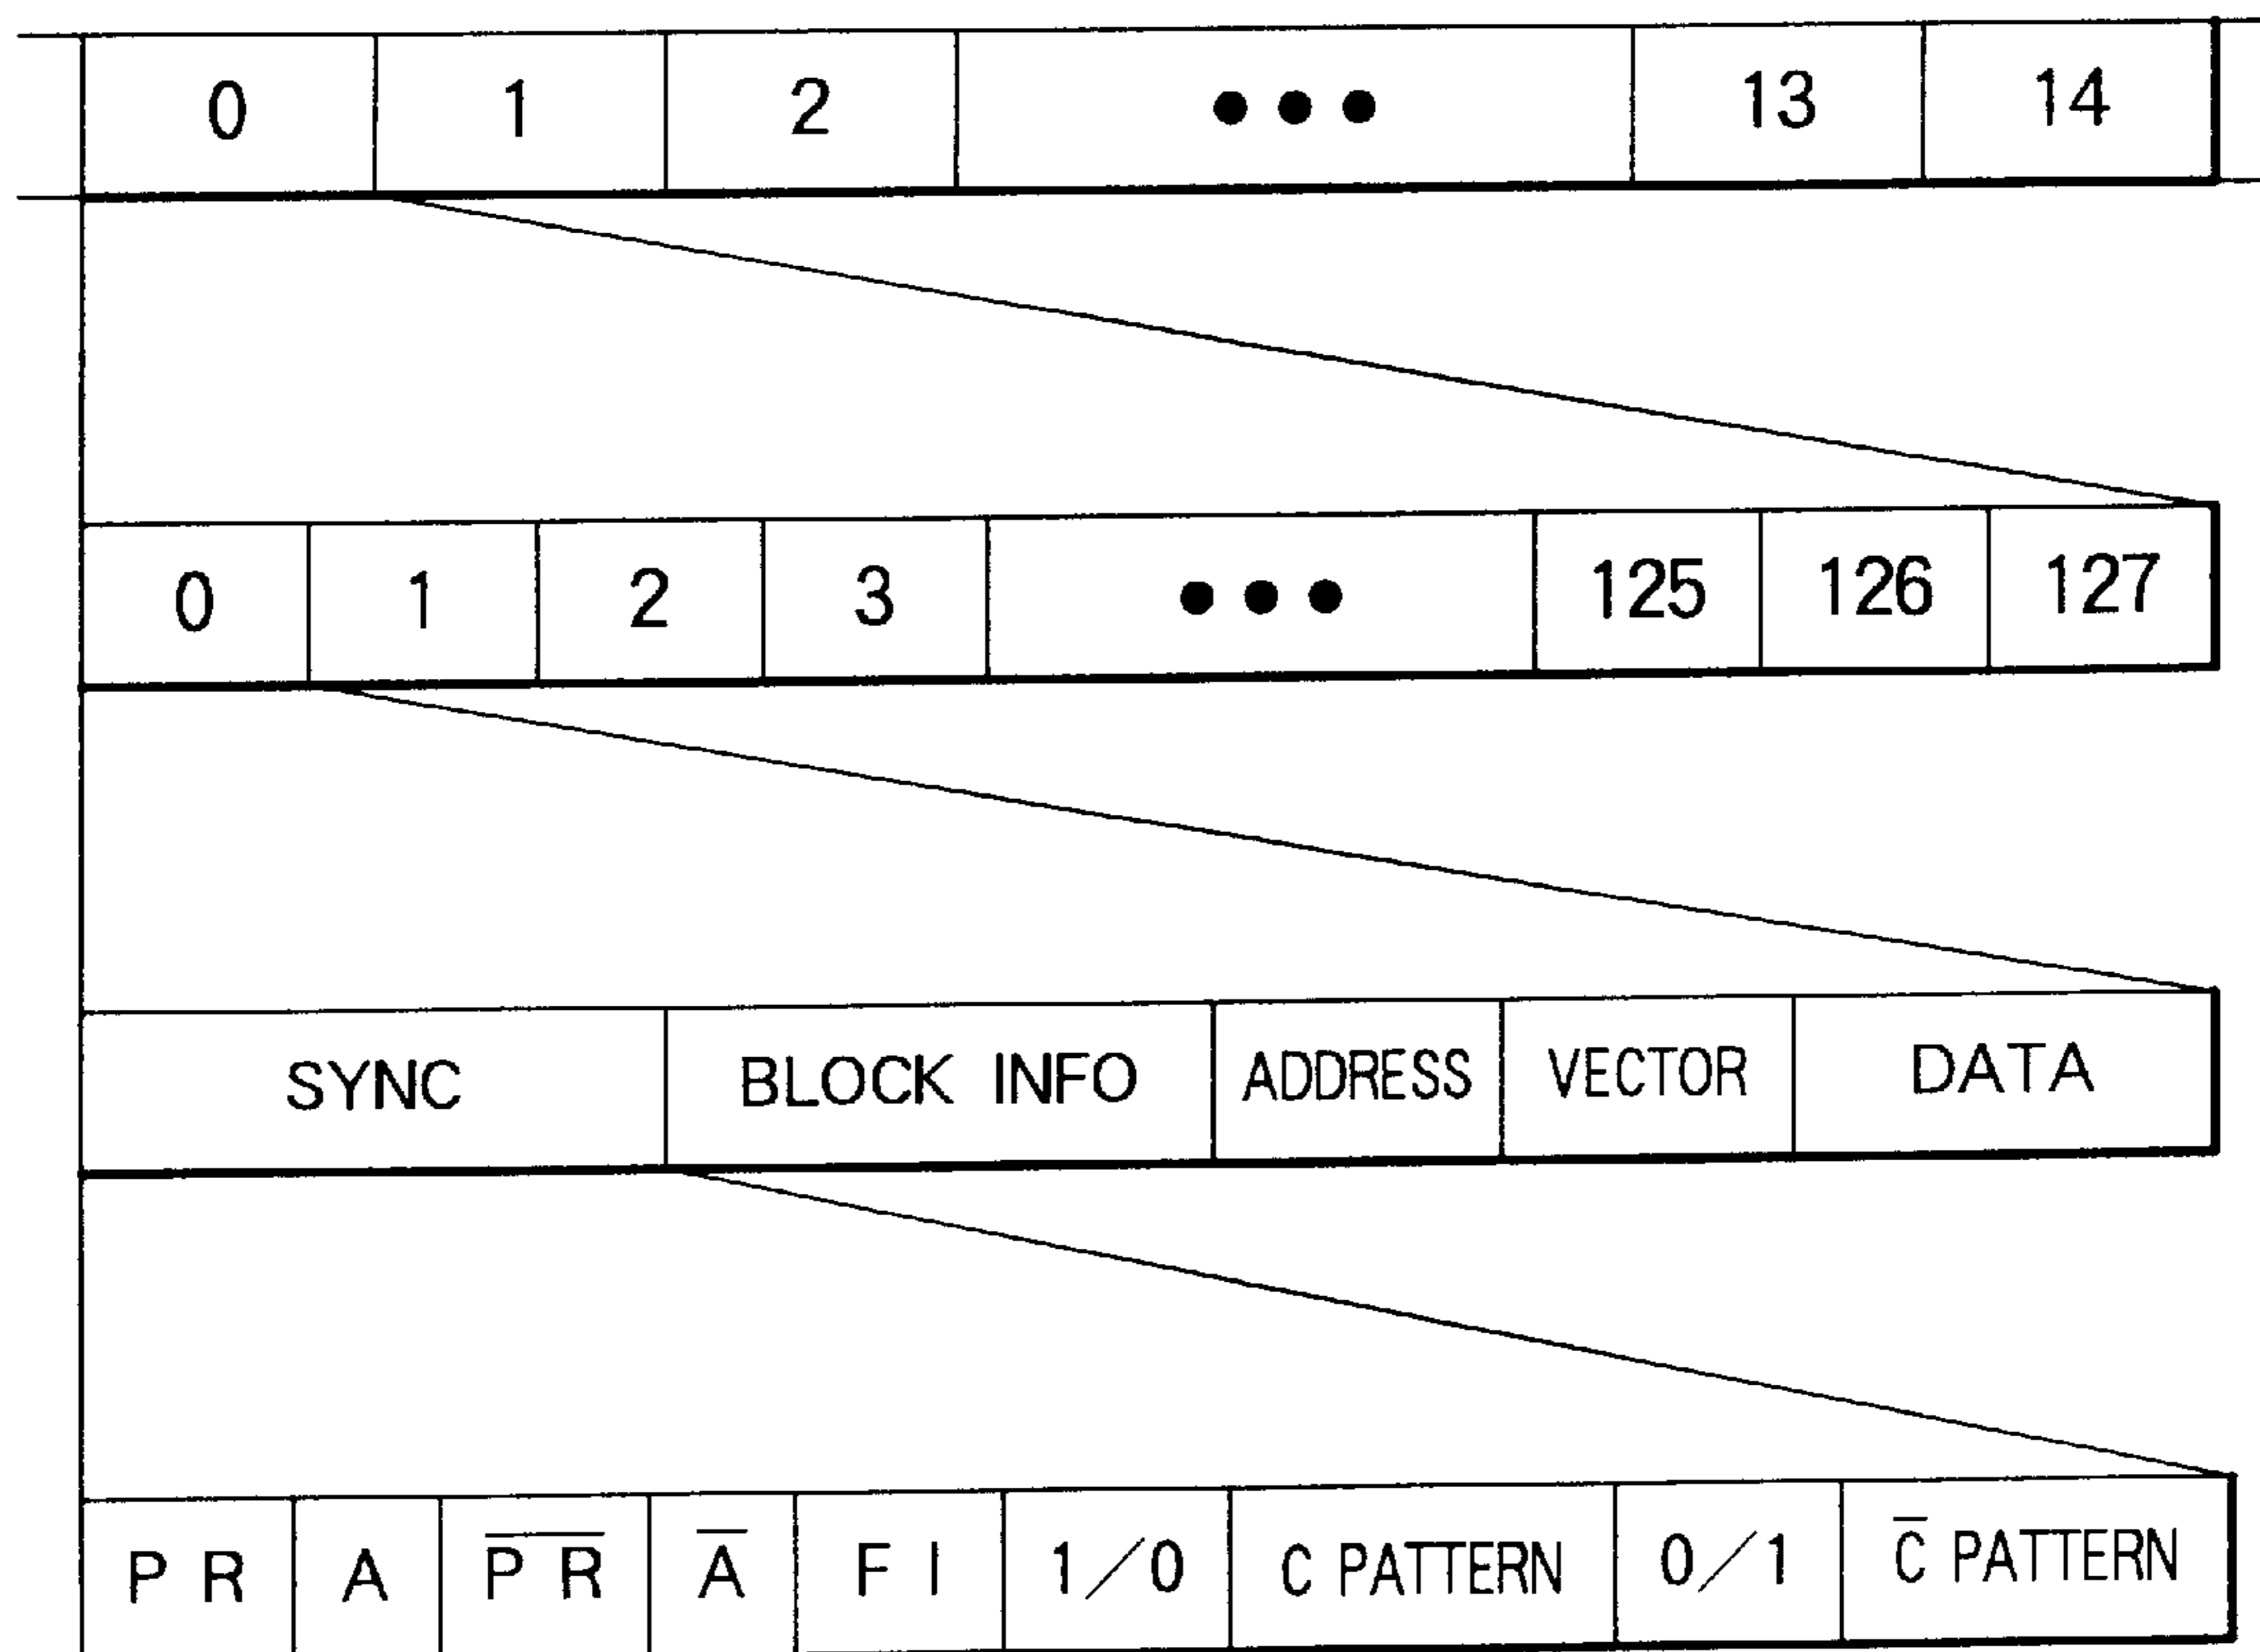 0 1 2 ●●● 13 14
0 1 2 3 ●●● 125 126 127
SYNC BLOCK INFO ADDRESS VECTOR DATA
P R A P̅ R̅ A̅ F I 1/0 C PATTERN 0/1 C̅ PATTERN